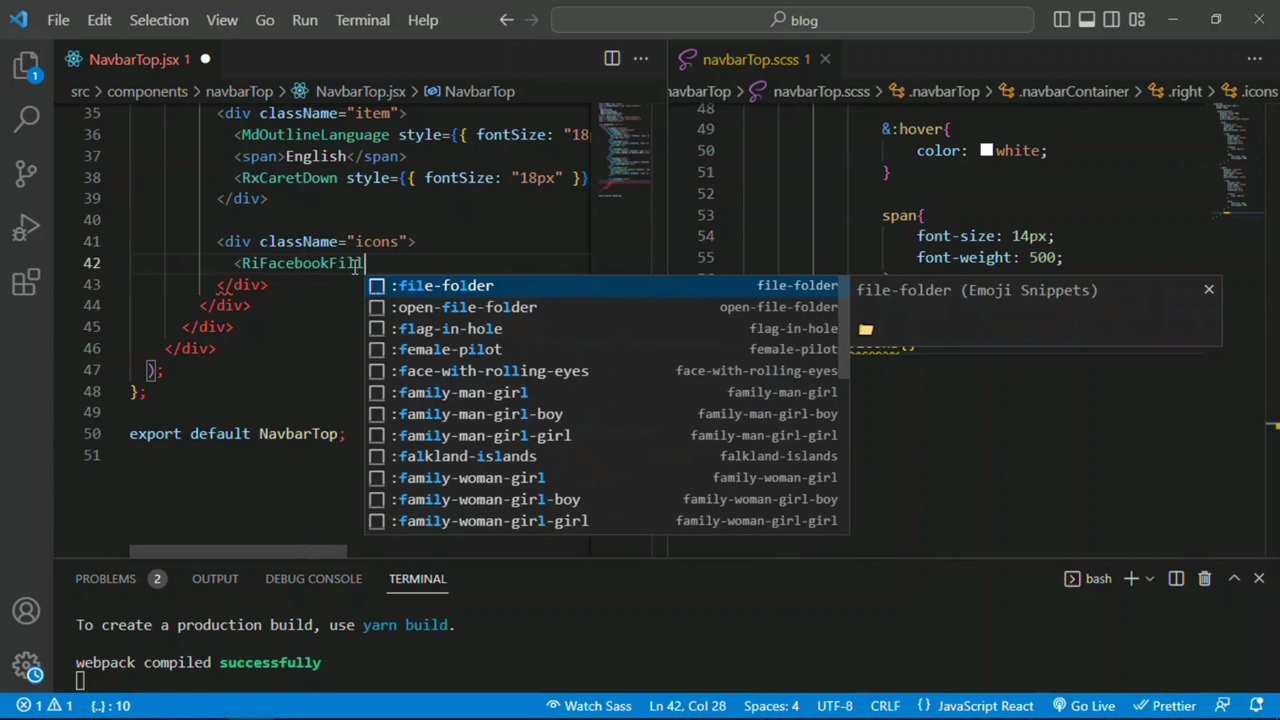 File Edit Selection View Go Run Terminal Help blog
NavbarTop.jsx 1 navbarTop.scss 1
src components navbarTop NavbarTop.jsx NavbarTop
navbarTop navbarTop.scss .navbarTop .navbarContainer .right .icons
35 <div className="item">
36 <MdOutlineLanguage style={{ fontSize: "18p
37 <span>English</span>
38 <RxCaretDown style={{ fontSize: "18px" }}
39 </div>
40
41 <div className="icons">
42 <RiFacebookFill
43 </div>
44 </div>
45 </div>
46 </div>
47 );
48 };
49
50 export default NavbarTop;
51
:file-folder file-folder
:open-file-folder open-file-folder
:flag-in-hole flag-in-hole
:female-pilot female-pilot
:face-with-rolling-eyes face-with-rolling-eyes
:family-man-girl family-man-girl
:family-man-girl-boy family-man-girl-boy
:family-man-girl-girl family-man-girl-girl
:falkland-islands falkland-islands
:family-woman-girl family-woman-girl
:family-woman-girl-boy family-woman-girl-boy
:family-woman-girl-girl family-woman-girl-girl
48
49 &:hover{
50 color: white;
51 }
52
53 span{
54 font-size: 14px;
55 font-weight: 500;
file-folder (Emoji Snippets)
PROBLEMS 2 OUTPUT DEBUG CONSOLE TERMINAL bash
To create a production build, use yarn build.
webpack compiled successfully
1 1 {..} : 10 Watch Sass Ln 42, Col 28 Spaces: 4 UTF-8 CRLF {} JavaScript React Go Live Prettier